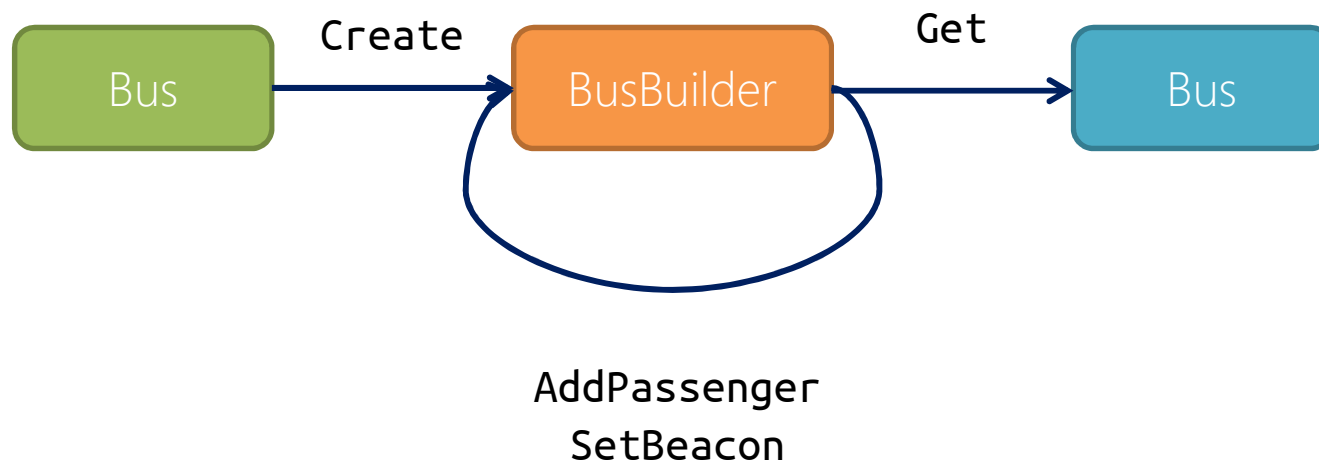 Create
Get
Bus
BusBuilder
Bus
AddPassenger
SetBeacon